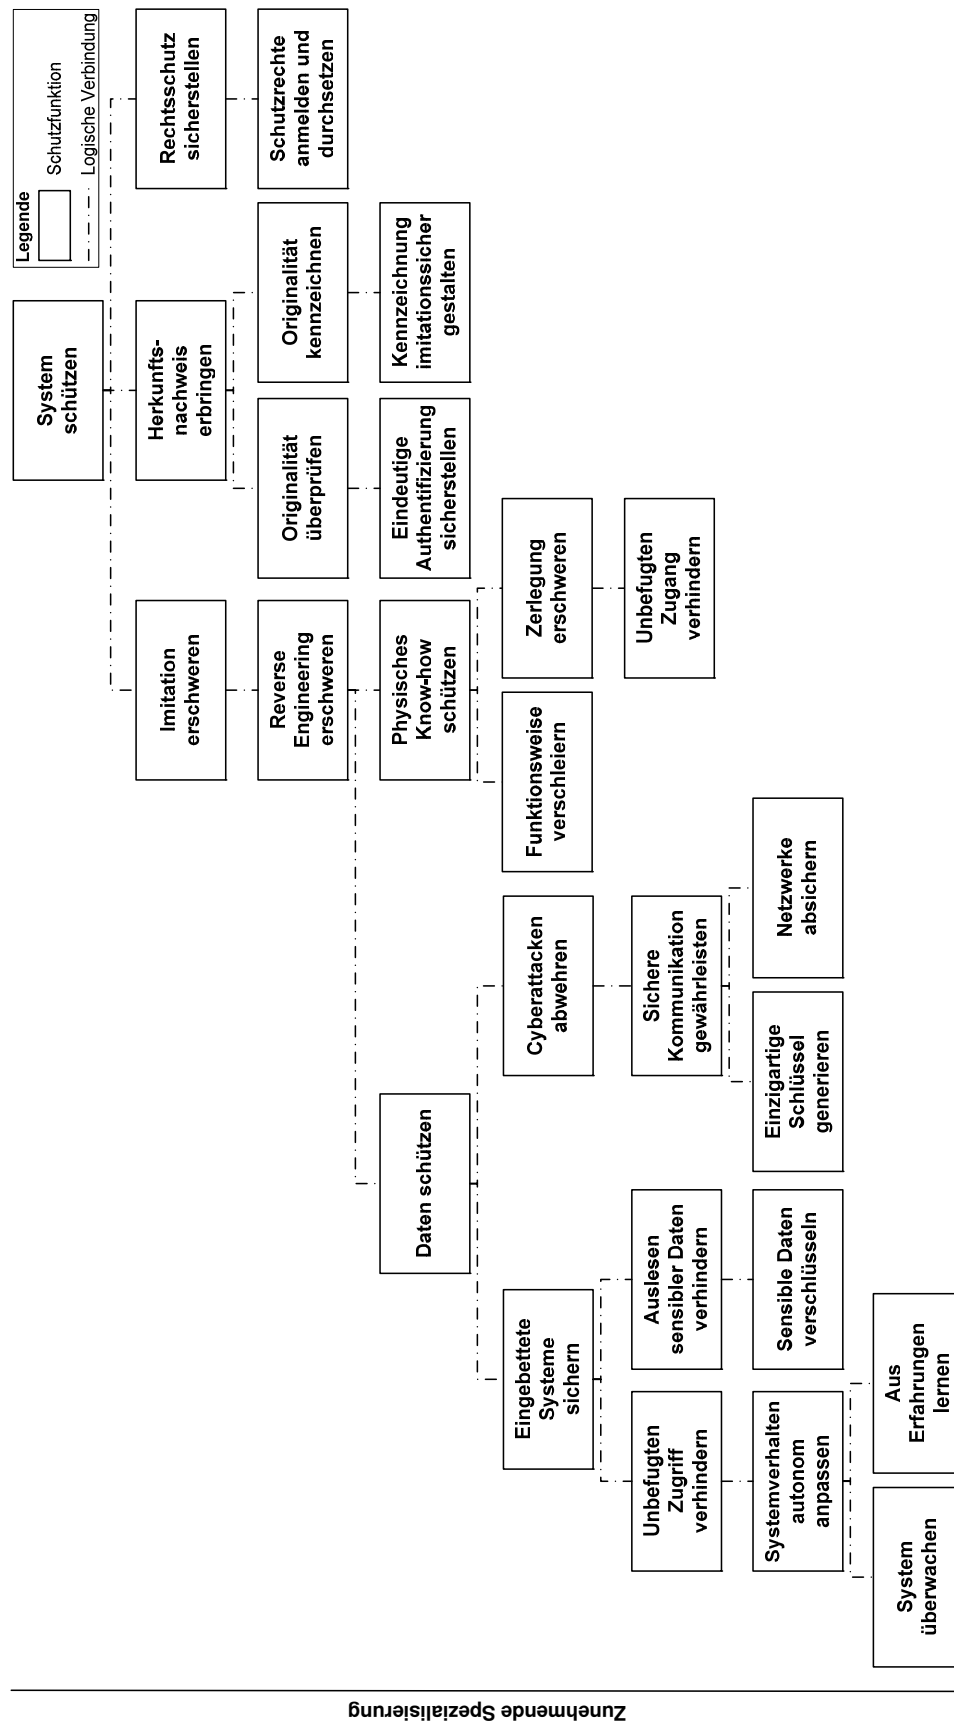 Legende
Schutzfunktion
Logische Verbindung
System
schützen
Imitation
erschweren
Herkunfts-
nachweis
erbringen
Rechtsschutz
sicherstellen
Reverse
Engineering
erschweren
Originalität
überprüfen
Originalität
kennzeichnen
Schutzrechte
anmelden und
durchsetzen
Daten schützen
Physisches
Know-how
schützen
Eindeutige
Authentifizierung
sicherstellen
Kennzeichnung
imitationssicher
gestalten
Eingebettete
Systeme
sichern
Cyberattacken
abwehren
Funktionsweise
verschleiern
Zerlegung
erschweren
Unbefugten
Zugriff
verhindern
Auslesen
sensibler Daten
verhindern
Sichere
Kommunikation
gewährleisten
Unbefugten
Zugang
verhindern
Systemverhalten
autonom
anpassen
Sensible Daten
verschlüsseln
Einzigartige
Schlüssel
generieren
Netzwerke
absichern
System
überwachen
Aus
Erfahrungen
lernen
Zunehmende Spezialisierung